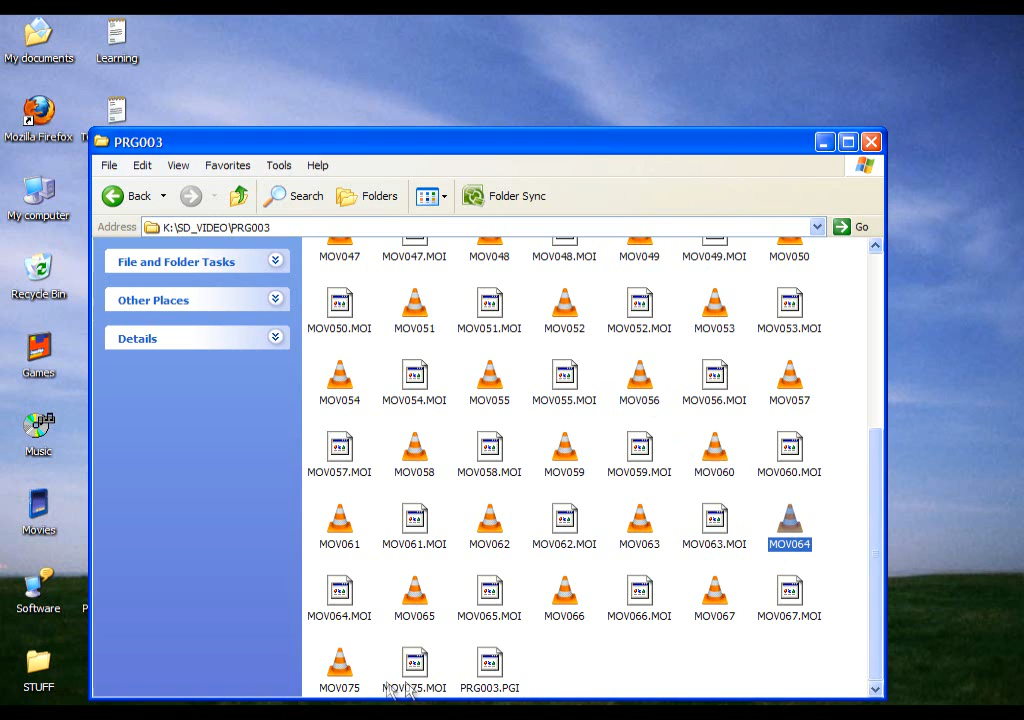 My documents
Learning
Mozilla Firefox
My computer
Recycle Bin
Games
Music
Movies
Software
STUFF
PRG003
File Edit View Favorites Tools Help
Back Search Folders Folder Sync
Address K:\SD_VIDEO\PRG003 Go
File and Folder Tasks
Other Places
Details
MOV047 MOV047.MOI MOV048 MOV048.MOI MOV049 MOV049.MOI MOV050
MOV050.MOI MOV051 MOV051.MOI MOV052 MOV052.MOI MOV053 MOV053.MOI
MOV054 MOV054.MOI MOV055 MOV055.MOI MOV056 MOV056.MOI MOV057
MOV057.MOI MOV058 MOV058.MOI MOV059 MOV059.MOI MOV060 MOV060.MOI
MOV061 MOV061.MOI MOV062 MOV062.MOI MOV063 MOV063.MOI MOV064
MOV064.MOI MOV065 MOV065.MOI MOV066 MOV066.MOI MOV067 MOV067.MOI
MOV075 MOV075.MOI PRG003.PGI